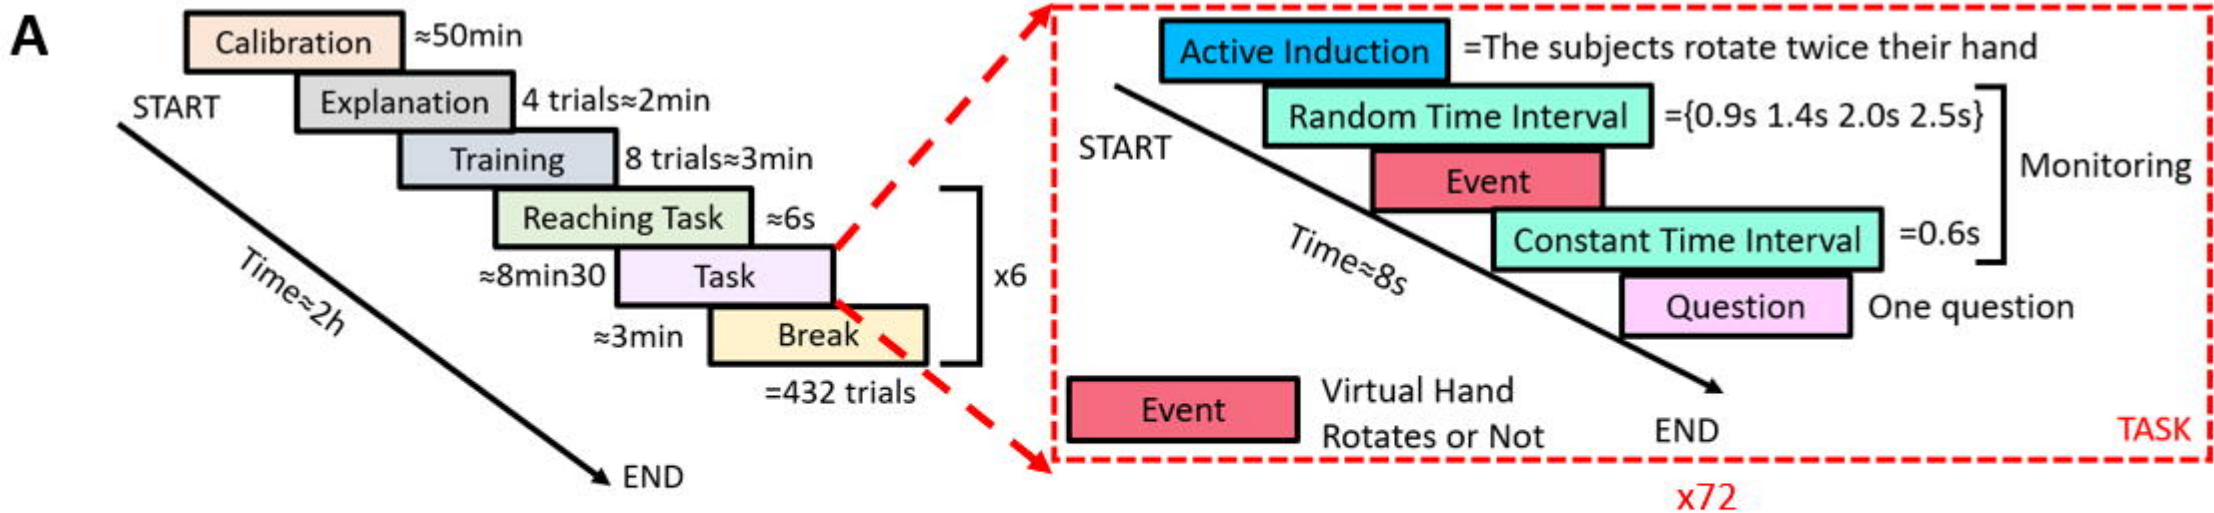 A
Calibration ≈50min
Explanation 4 trials≈2min
START
Training 8 trials≈3min
Reaching Task ≈6s
≈8min30 Task
x6
Time≈2h
≈3min Break
=432 trials
END
Active Induction =The subjects rotate twice their hand
Random Time Interval ={0.9s 1.4s 2.0s 2.5s}
START
Event
Monitoring
Constant Time Interval =0.6s
Time≈8s
Question One question
Event
Virtual Hand
Rotates or Not
END
TASK
x72